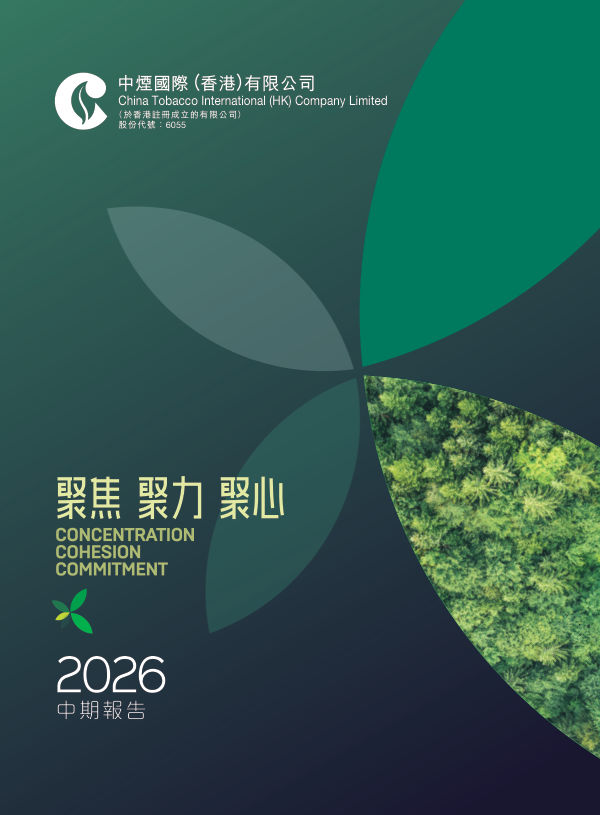 中煙國際(香港)有限公司
China Tobacco International (HK) Company Limited
(於香港註冊成立的有限公司)
股份代號：6055
聚焦 聚力 聚心
CONCENTRATION
COHESION
COMMITMENT
2026
中期報告